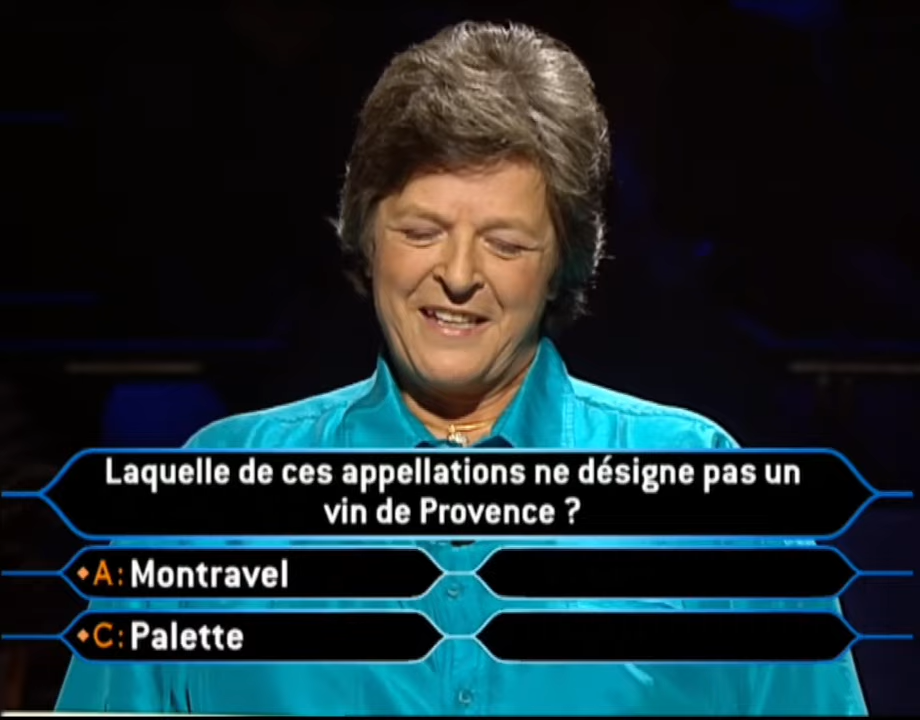 Laquelle de ces appellations ne désigne pas un
vin de Provence ?
A: Montravel
C: Palette